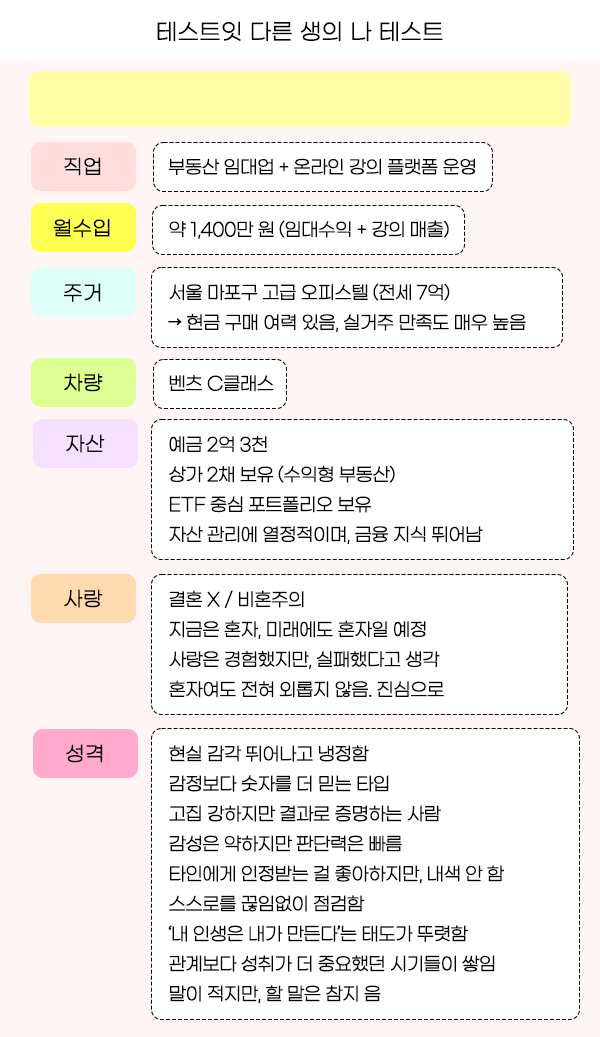 테스트잇 다른 생의 나 테스트
직업
부동산 임대업 + 온라인 강의 플랫폼 운영
월수입
약 1,400만 원 (임대수익 + 강의 매출)
주거
서울 마포구 고급 오피스텔 (전세 7억)
→ 현금 구매 여력 있음, 실거주 만족도 매우 높음
차량
벤츠 C클래스
자산
예금 2억 3천
상가 2채 보유 (수익형 부동산)
ETF 중심 포트폴리오 보유
자산 관리에 열정적이며, 금융 지식 뛰어남
사랑
결혼 X / 비혼주의
지금은 혼자, 미래에도 혼자일 예정
사랑은 경험했지만, 실패했다고 생각
혼자여도 전혀 외롭지 않음. 진심으로
성격
현실 감각 뛰어나고 냉정함
감정보다 숫자를 더 믿는 타입
고집 강하지만 결과로 증명하는 사람
감성은 약하지만 판단력은 빠름
타인에게 인정받는 걸 좋아하지만, 내색 안 함
스스로를 끊임없이 점검함
‘내 인생은 내가 만든다’는 태도가 뚜렷함
관계보다 성취가 더 중요했던 시기들이 쌓임
말이 적지만, 할 말은 참지 음